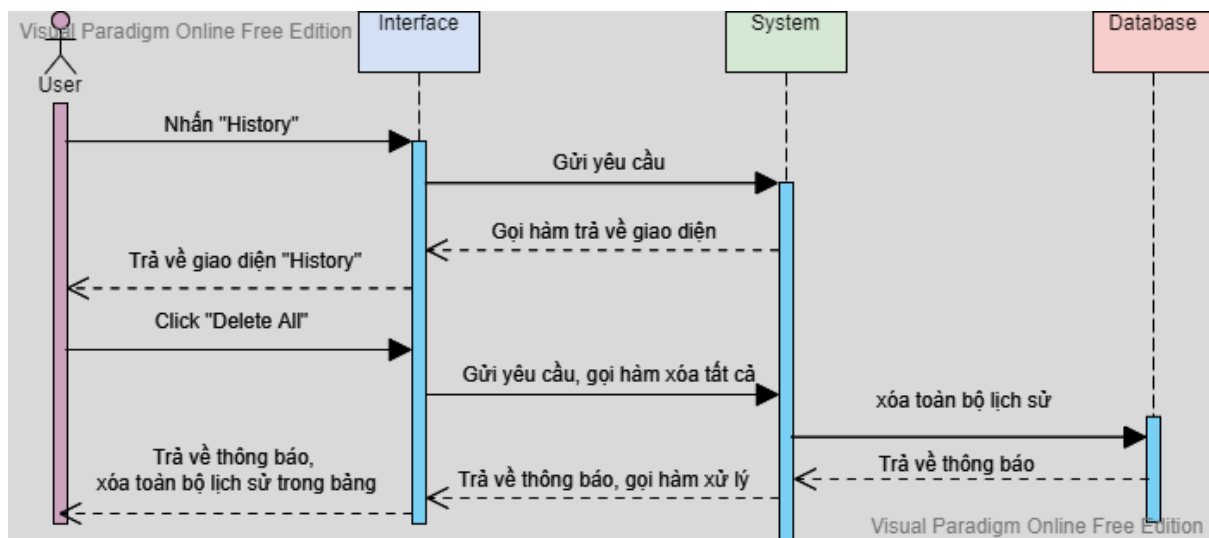 Visual Paradigm Online Free Edition
Interface
System
Database
User
Nhấn "History"
Gửi yêu cầu
Gọi hàm trả về giao diện
Trả về giao diện "History"
Click "Delete All"
Gửi yêu cầu, gọi hàm xóa tất cả
xóa toàn bộ lịch sử
Trả về thông báo
Trả về thông báo, gọi hàm xử lý
Trả về thông báo,
xóa toàn bộ lịch sử trong bảng
Visual Paradigm Online Free Edition